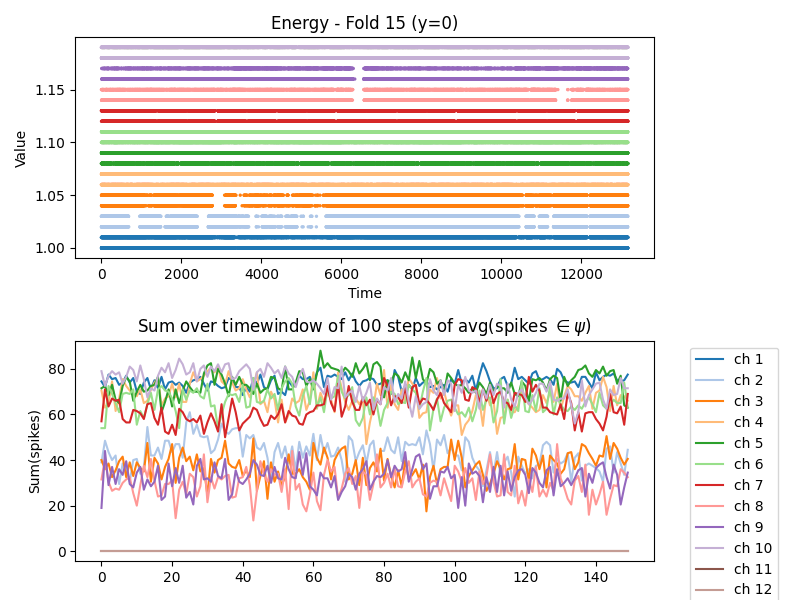 Energy - Fold 15 (y=0)
1.15
1.10
1.05
1.00
Value
0 2000 4000 6000 8000 10000 12000
Time
Sum over timewindow of 100 steps of avg(spikes ∈ψ)
80
60
40
20
0
Sum(spikes)
0 20 40 60 80 100 120 140
ch 1
ch 2
ch 3
ch 4
ch 5
ch 6
ch 7
ch 8
ch 9
ch 10
ch 11
ch 12